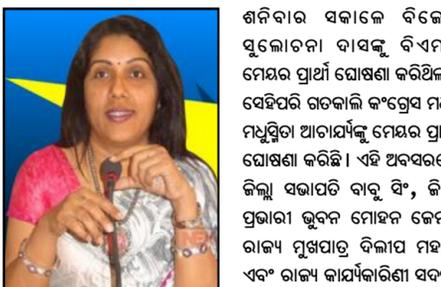 ଶନିବାର ସକାଳେ ବିଜେ
ସୁଲୋଚନା ଦାସଙ୍କୁ ବିଏମ
ମେୟର ପ୍ରାର୍ଥୀ ଘୋଷଣା କରିଥିଲ
ସେହିପରି ଗତକାଲି କଂଗ୍ରେସ ମ
ମଧୁସ୍ମିତା ଆଚାର୍ଯ୍ୟଙ୍କୁ ମେୟର ପ୍ରା
ଘୋଷଣା କରିଛି । ଏହି ଅବସରରେ
ଜିଲ୍ଲା ସଭାପତି ବାବୁ ସିଂ, ଜି
ପ୍ରଭାରୀ ଭୁବନ ମୋହନ ଜେନ
ରାଜ୍ୟ ମୁଖପାତ୍ର ଦିଲୀପ ମହ
ଏବଂ ରାଜ୍ୟ କାର୍ଯ୍ୟକାରିଣୀ ସଦ